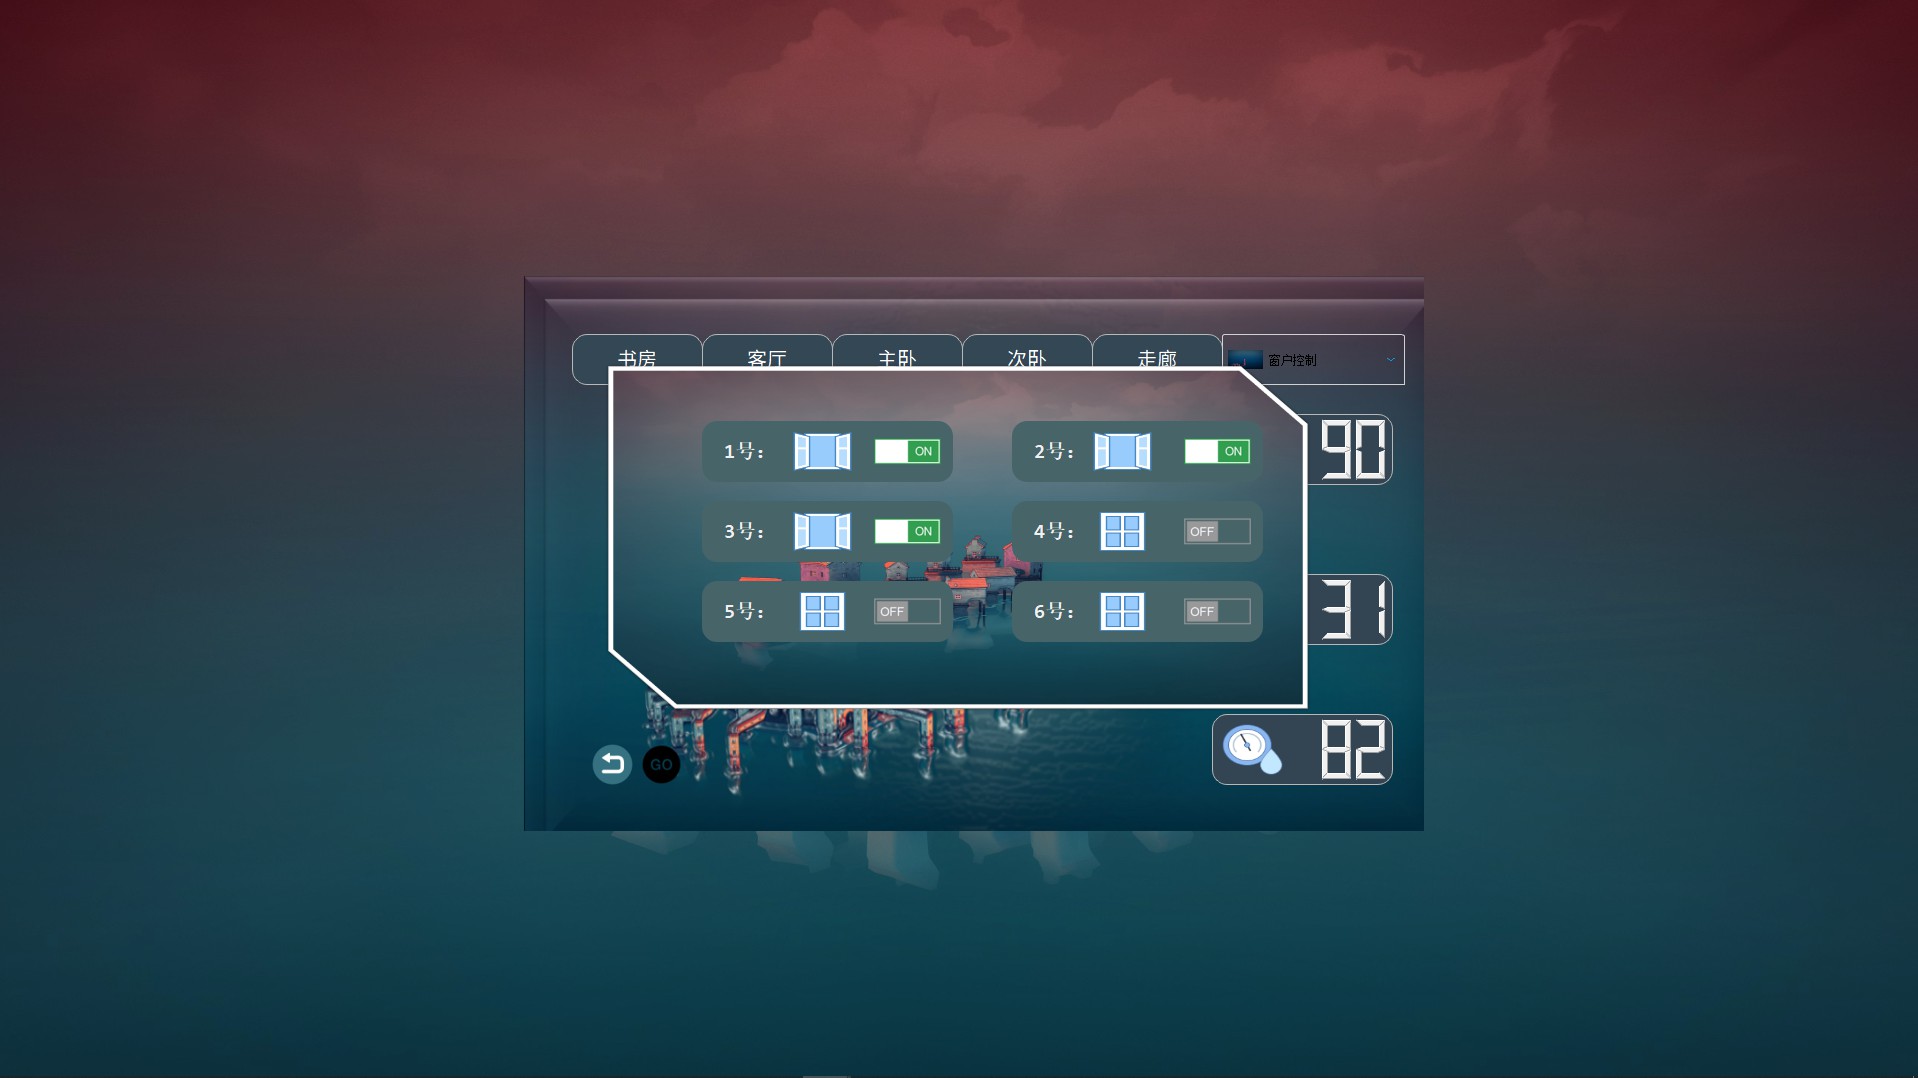 书房 客厅 主卧 次卧 走廊 窗户控制
1号: ON 2号: ON 90
3号: ON 4号: OFF
5号: OFF 6号: OFF 31
GO 82